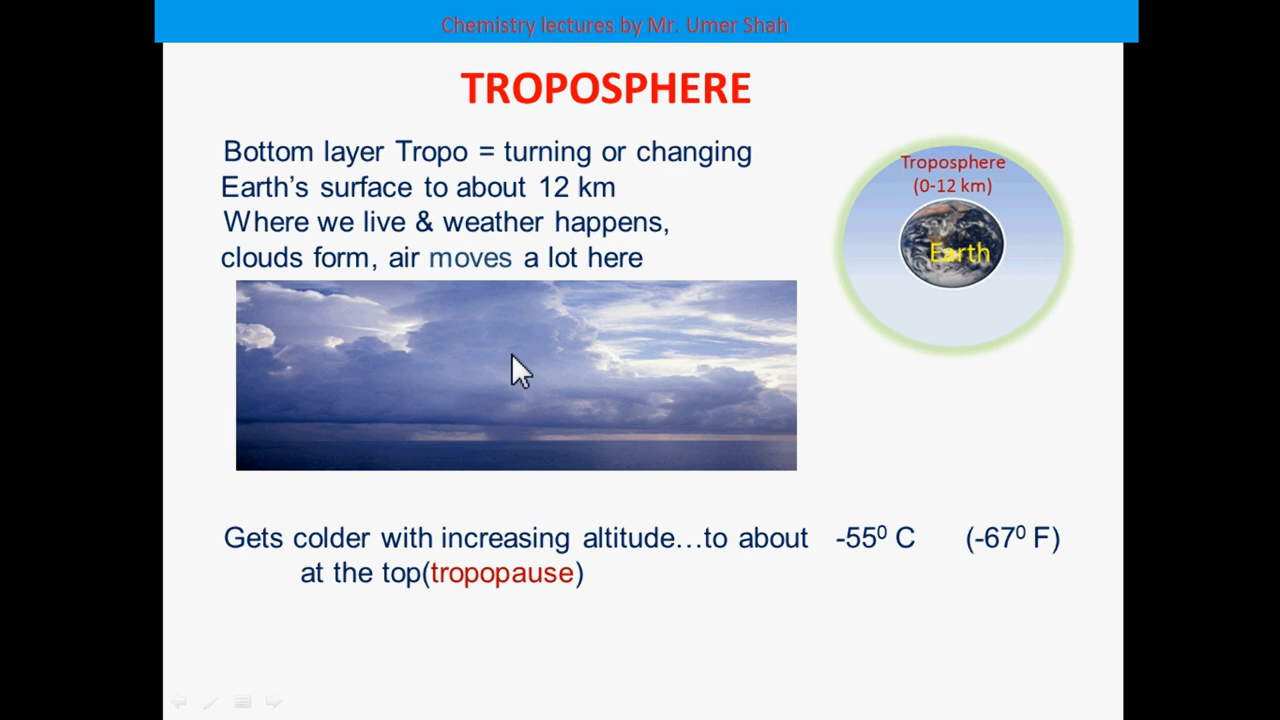 Chemistry lectures by Mr. Umer Shah
TROPOSPHERE
Bottom layer Tropo = turning or changing
Earth’s surface to about 12 km
Where we live & weather happens,
clouds form, air moves a lot here
Troposphere
(0-12 km)
Earth
Gets colder with increasing altitude…to about -55⁰ C (-67⁰ F)
at the top(tropopause)